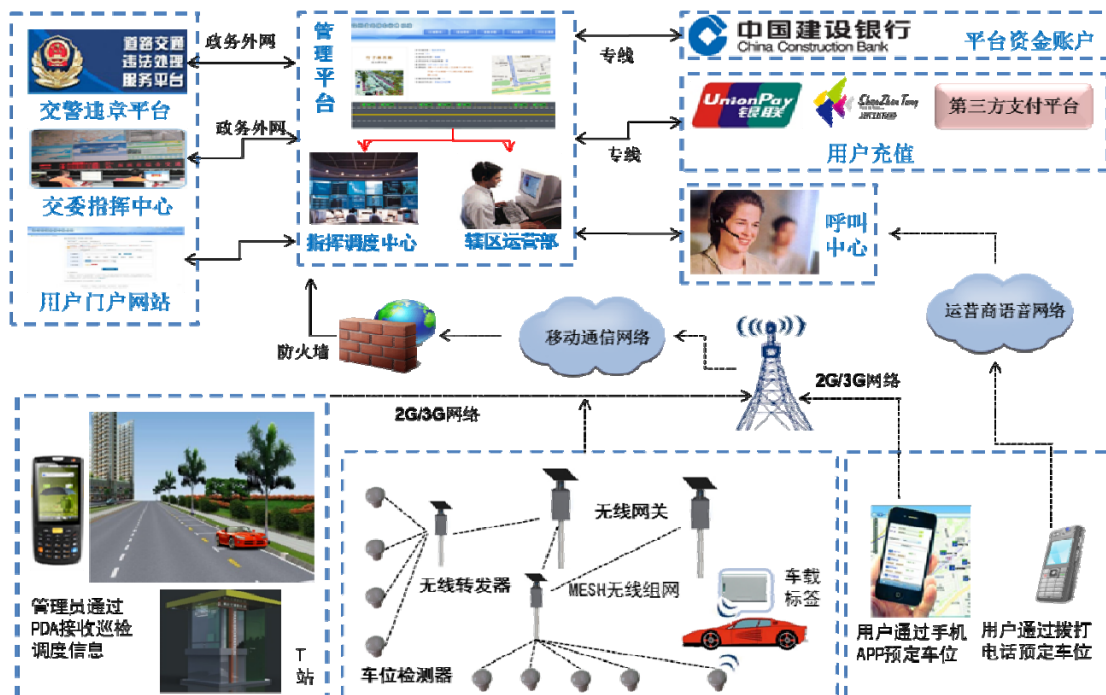 道路交通
违法处理
服务平台
交警违章平台
交委指挥中心
用户门户网站
政务外网
政务外网
管理平台
指挥调度中心
辖区运营部
专线
专线
中国建设银行
China Construction Bank
平台资金账户
UnionPay
银联
ShenZhen Tong
第三方支付平台
用户充值
呼叫
中心
运营商语音网络
防火墙
移动通信网络
2G/3G网络
2G/3G网络
管理员通过
PDA接收巡检
调度信息
T
站
无线网关
无线转发器
MESH无线组网
车载
标签
车位检测器
用户通过手机
APP预定车位
用户通过拨打
电话预定车位